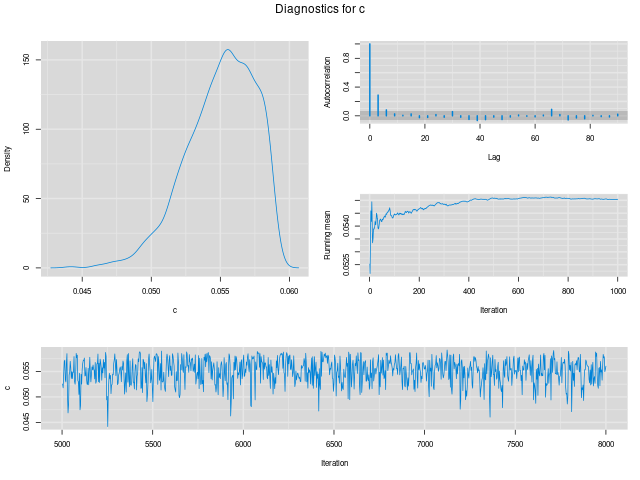 Diagnostics for c
Density
0 50 100 150
0.045 0.050 0.055 0.060
c
Autocorrelation
0.0 0.4 0.8
0 20 40 60 80
Lag
Running mean
0.0525 0.0540
0 200 400 600 800 1000
Iteration
c
0.045 0.050 0.055
5000 5500 6000 6500 7000 7500 8000
Iteration